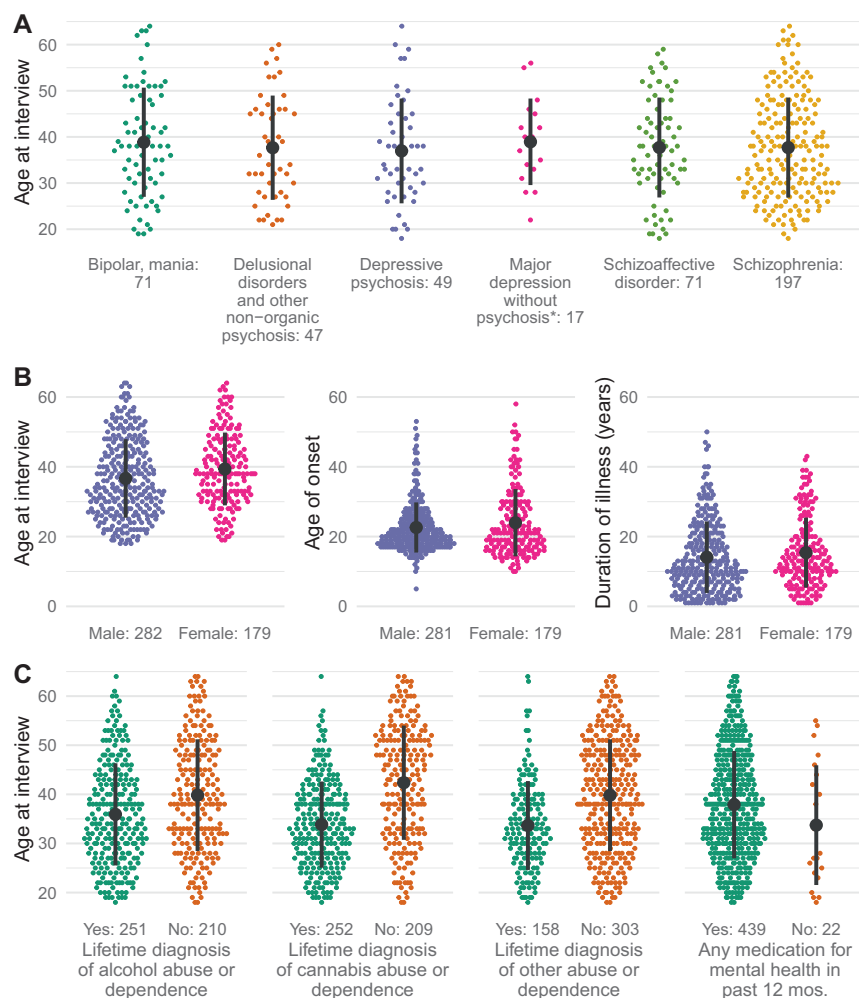 A
Age at interview
60
50
40
30
20
Bipolar, mania:
71
Delusional
disorders
and other
non-organic
psychosis: 47
Depressive
psychosis: 49
Major
depression
without
psychosis*: 17
Schizoaffective
disorder: 71
Schizophrenia:
197
B
Age at interview
60
40
20
0
Male: 282
Female: 179
Age of onset
60
40
20
0
Male: 281
Female: 179
Duration of illness (years)
60
40
20
0
Male: 281
Female: 179
C
Age at interview
60
50
40
30
20
Yes: 251
No: 210
Lifetime diagnosis
of alcohol abuse or
dependence
Yes: 252
No: 209
Lifetime diagnosis
of cannabis abuse or
dependence
Yes: 158
No: 303
Lifetime diagnosis
of other abuse or
dependence
Yes: 439
No: 22
Any medication for
mental health in
past 12 mos.